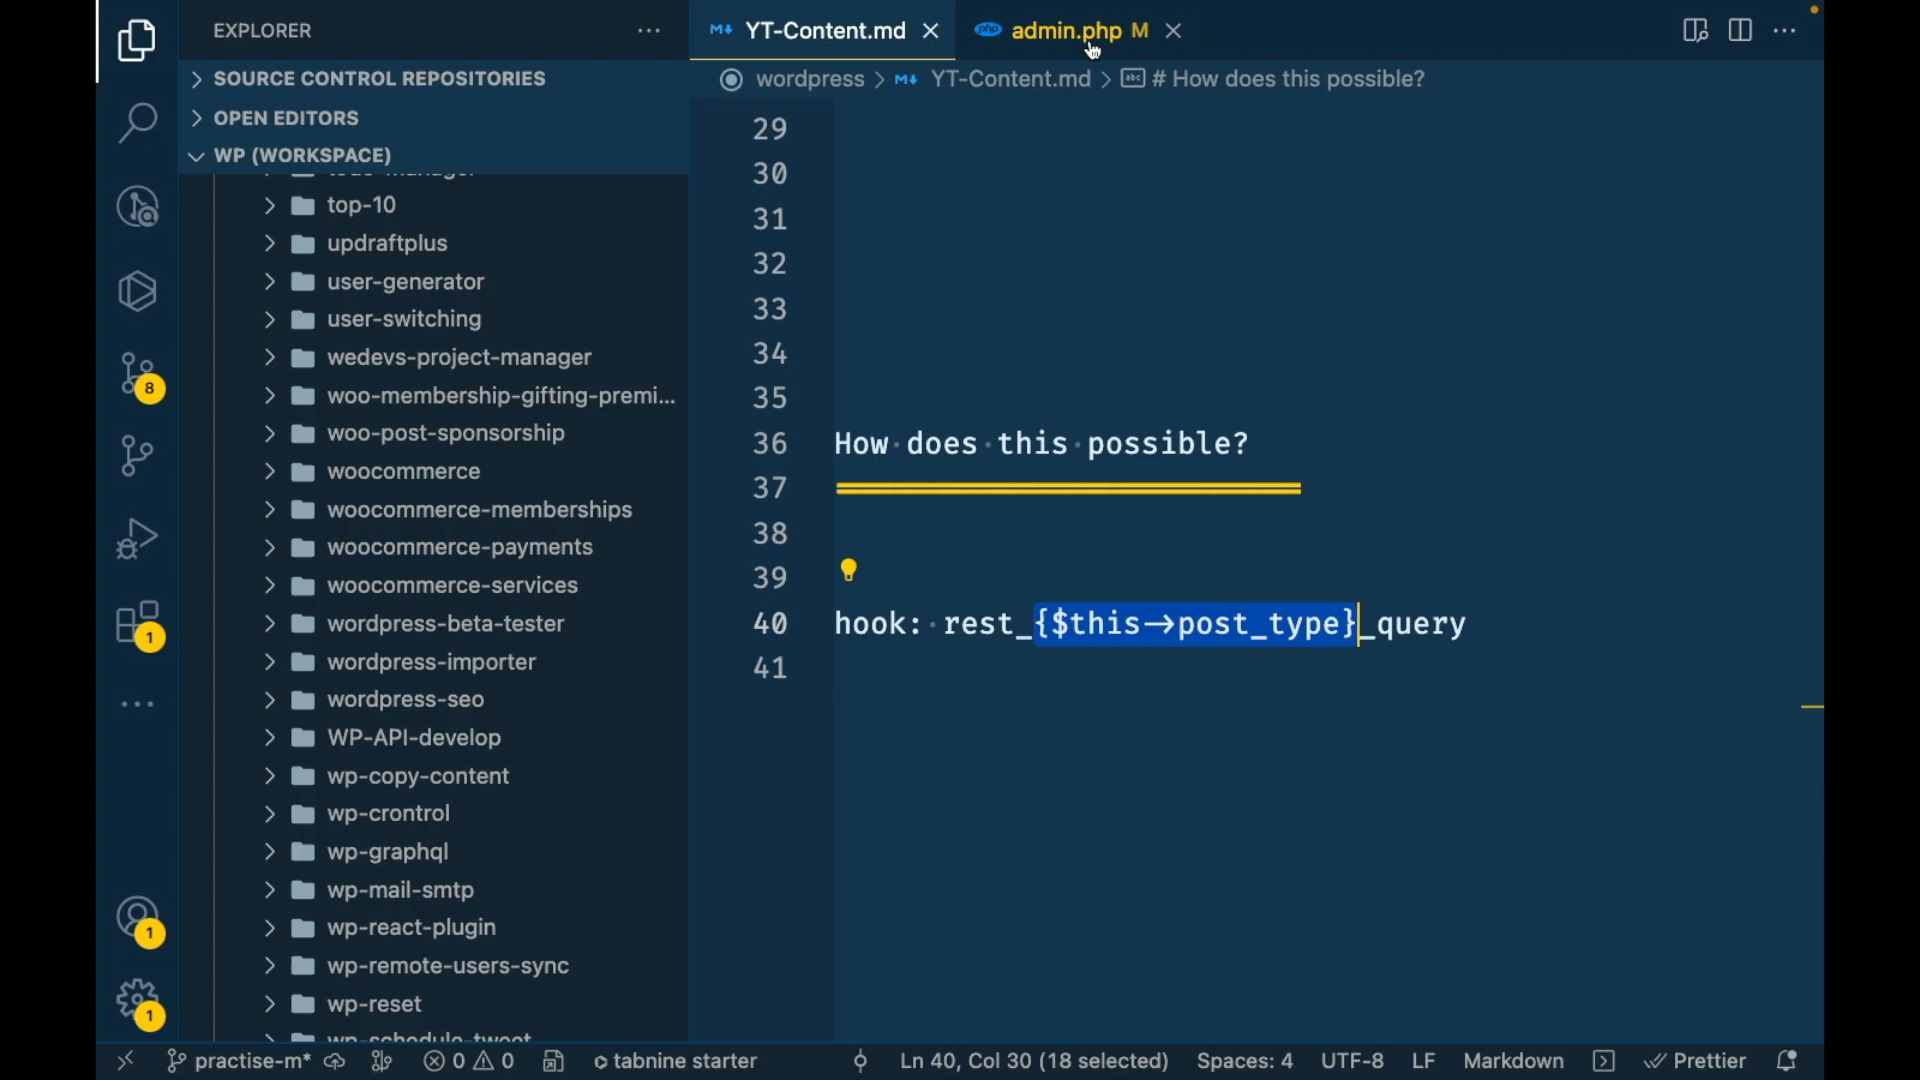 EXPLORER
SOURCE CONTROL REPOSITORIES
OPEN EDITORS
WP (WORKSPACE)
top-10
updraftplus
user-generator
user-switching
wedevs-project-manager
woo-membership-gifting-premi...
woo-post-sponsorship
woocommerce
woocommerce-memberships
woocommerce-payments
woocommerce-services
wordpress-beta-tester
wordpress-importer
wordpress-seo
WP-API-develop
wp-copy-content
wp-crontrol
wp-graphql
wp-mail-smtp
wp-react-plugin
wp-remote-users-sync
wp-reset
wp-schedule-tweet
8
1
1
1
YT-Content.md
php admin.php M
wordpress > YT-Content.md > abc # How does this possible?
29
30
31
32
33
34
35
36 How does this possible?
37 =========================
38
39
40 hook: rest_{$this->post_type}_query
41
practise-m* 0 0 tabnine starter Ln 40, Col 30 (18 selected) Spaces: 4 UTF-8 LF Markdown Prettier